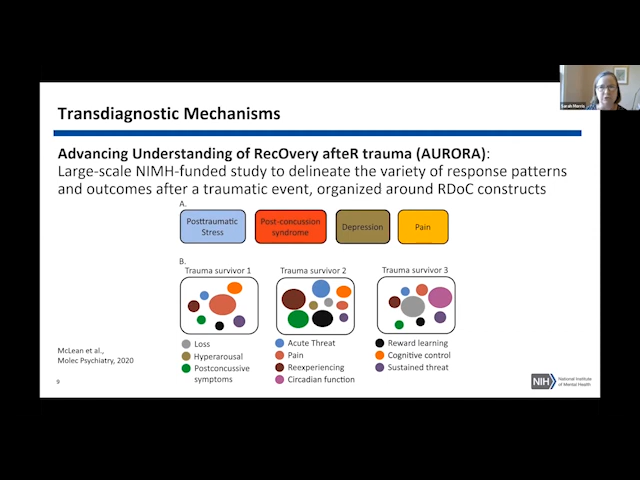 Sarah Morris
Transdiagnostic Mechanisms
Advancing Understanding of RecOvery afteR trauma (AURORA):
Large-scale NIMH-funded study to delineate the variety of response patterns
and outcomes after a traumatic event, organized around RDoC constructs
A.
Posttraumatic
Stress
Post-concussion
syndrome
Depression
Pain
B.
Trauma survivor 1
Trauma survivor 2
Trauma survivor 3
Loss
Hyperarousal
Postconcussive
symptoms
Acute Threat
Pain
Reexperiencing
Circadian function
Reward learning
Cognitive control
Sustained threat
McLean et al.,
Molec Psychiatry, 2020
9
NIH
National Institute
of Mental Health